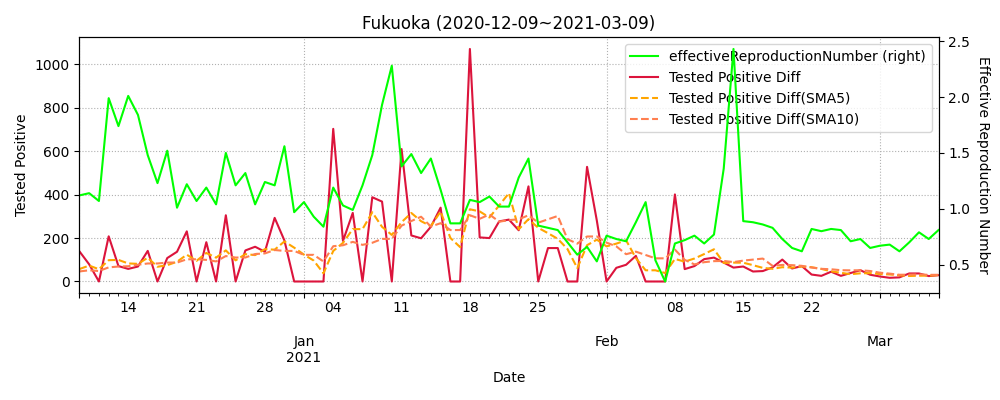 Fukuoka (2020-12-09~2021-03-09)
effectiveReproductionNumber (right)
Tested Positive Diff
Tested Positive Diff(SMA5)
Tested Positive Diff(SMA10)
Tested Positive
1000
800
600
400
200
0
2.5
2.0
1.5
1.0
0.5
Effective Reproduction Number
14 21 28 04 11 18 25 08 15 22
Jan Feb Mar
2021
Date